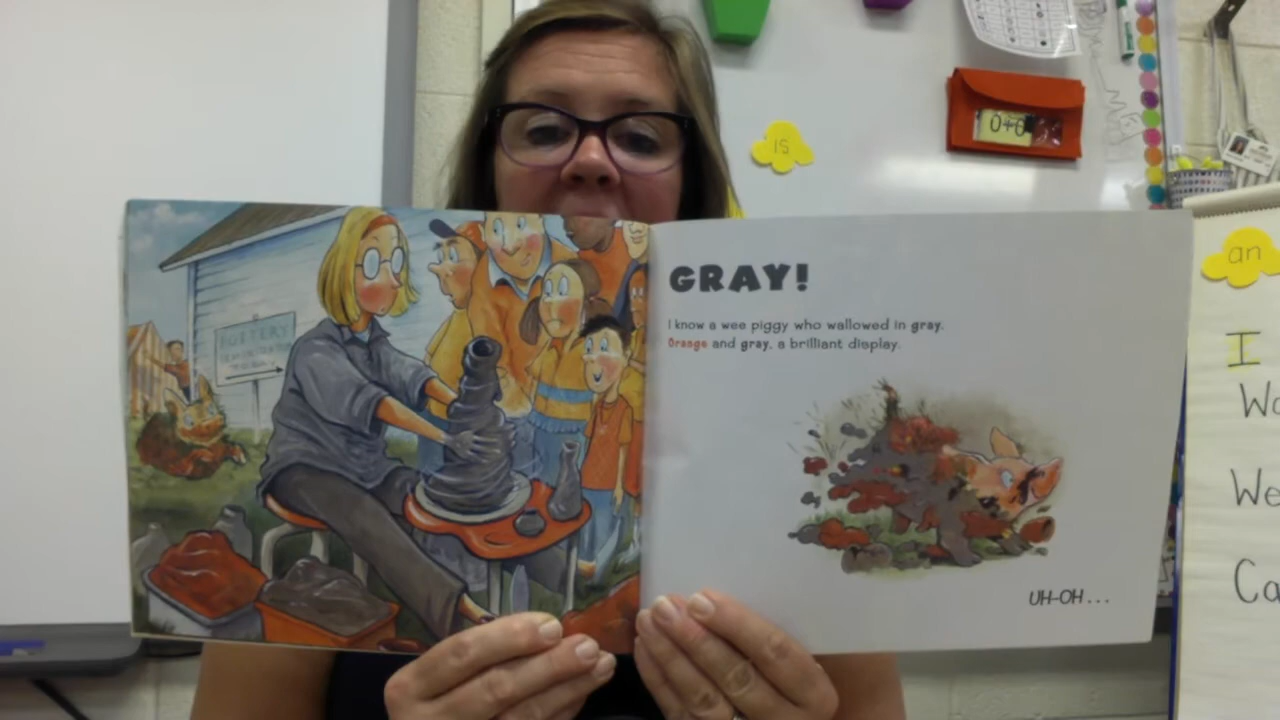 0+0
is
an
POTTERY
GRAY!
I know a wee piggy who wallowed in gray.
Orange and gray, a brilliant display.
UH-OH...
I
We
Ca